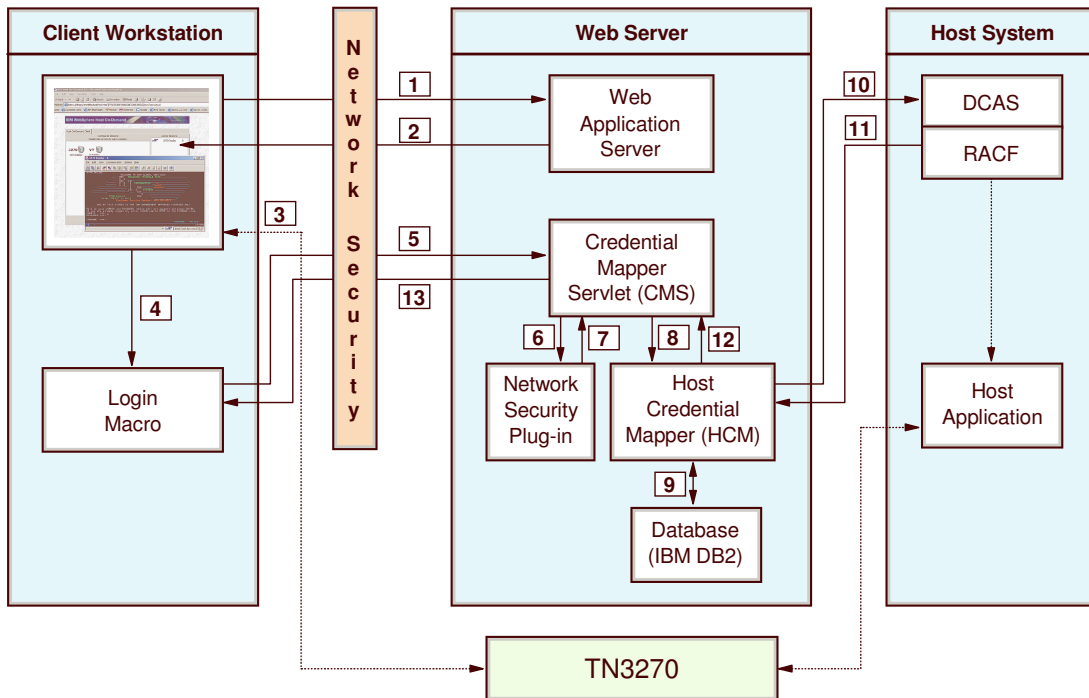 Client Workstation
Network Security
Web Server
Host System
1
Web
Application
Server
2
3
4
Login
Macro
5
13
Credential
Mapper
Servlet (CMS)
6
7
8
12
Network
Security
Plug-in
Host
Credential
Mapper (HCM)
9
Database
(IBM DB2)
10
11
DCAS
RACF
Host
Application
TN3270